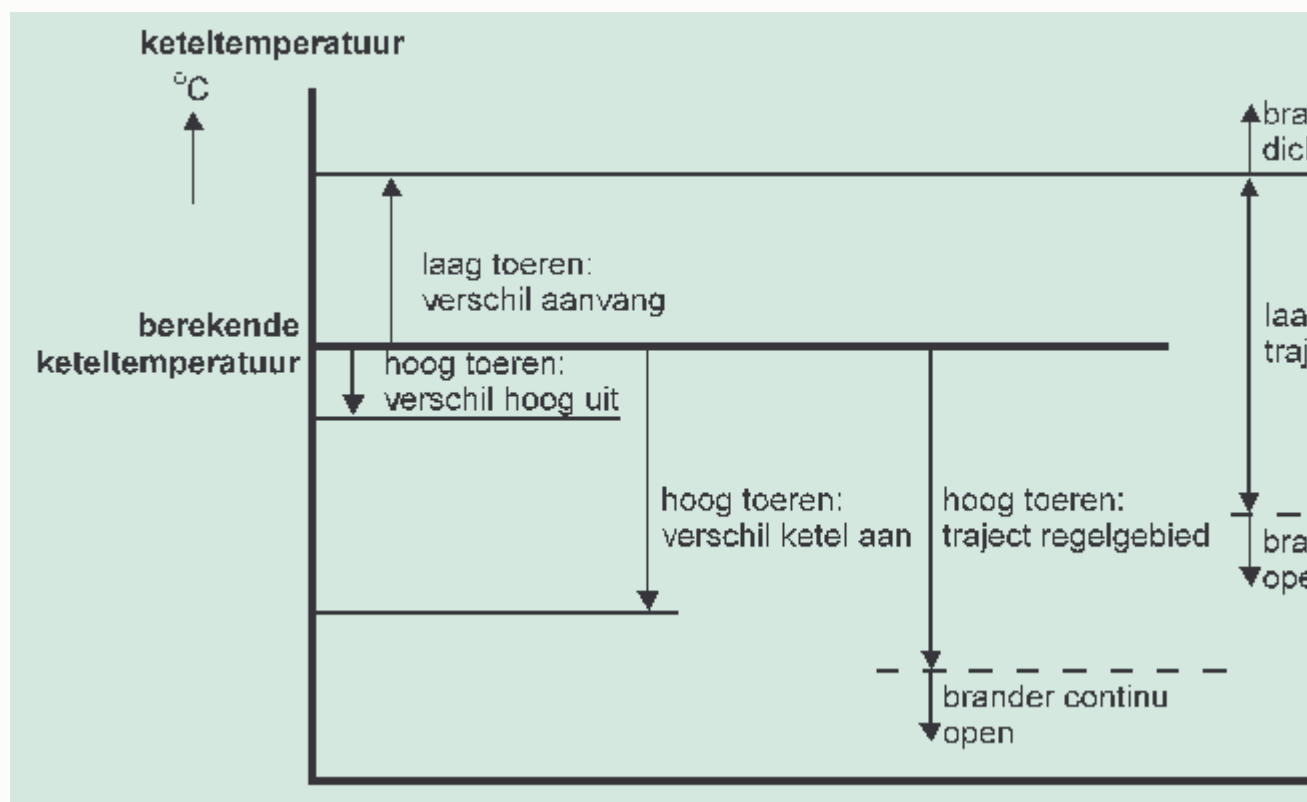 keteltemperatuur
°C
laag toeren:
verschil aanvang
berekende
keteltemperatuur
hoog toeren:
verschil hoog uit
hoog toeren:
verschil ketel aan
hoog toeren:
traject regelgebied
brander continu
open